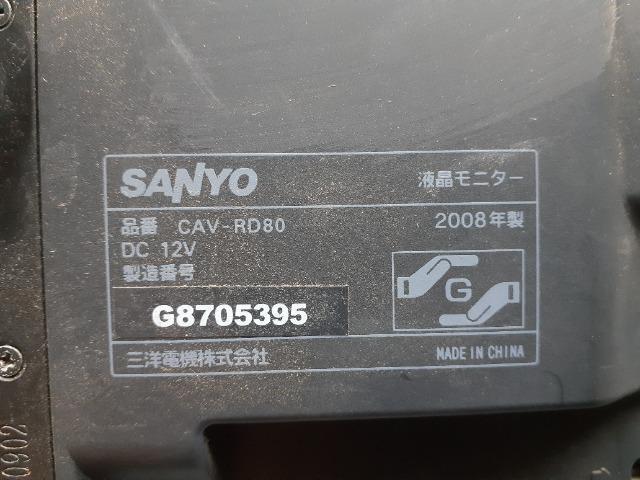 SANYO 液晶モニター
品番 CAV-RD80 2008年製
DC 12V
製造番号
G8705395
G
三洋電機株式会社 MADE IN CHINA
0902